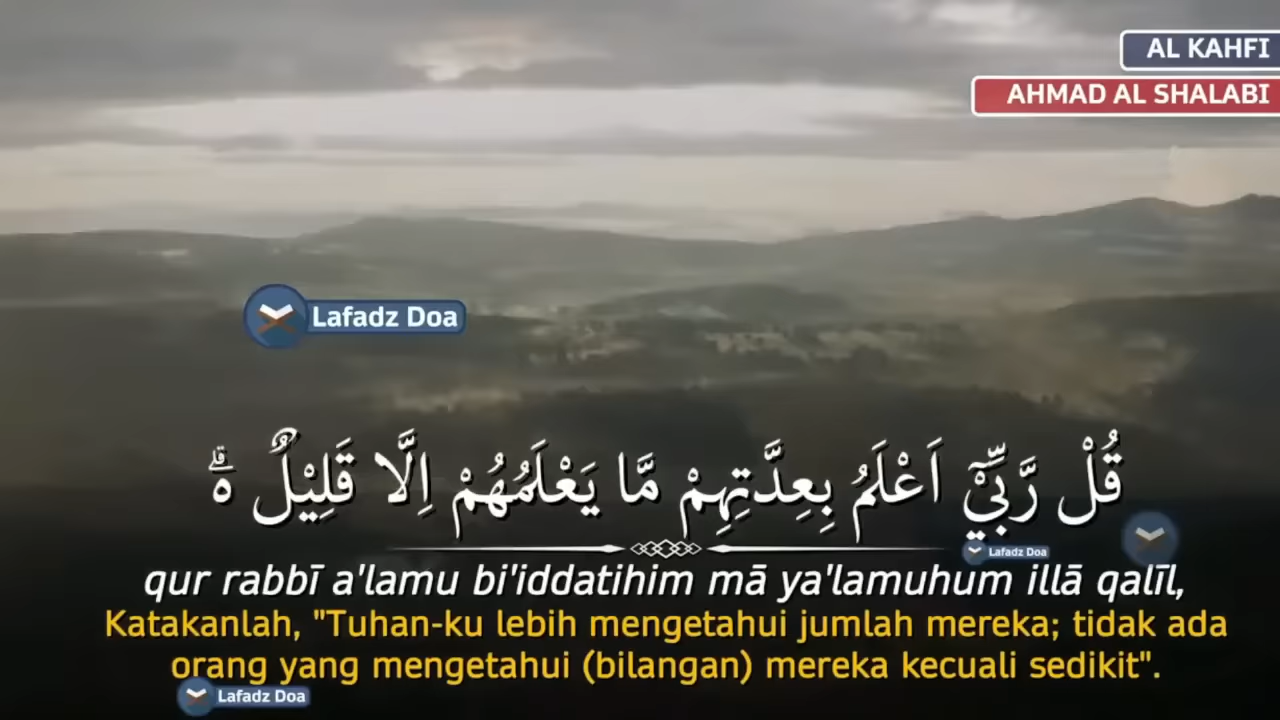 AL KAHFI
AHMAD AL SHALABI
Lafadz Doa
قُلْ رَّبِّيْٓ اَعْلَمُ بِعِدَّتِهِمْ مَّا يَعْلَمُهُمْ اِلَّا قَلِيْلٌ ەۗ
Lafadz Doa
qur rabbī a'lamu bi'iddatihim mā ya'lamuhum illā qalīl,
Katakanlah, "Tuhan-ku lebih mengetahui jumlah mereka; tidak ada
orang yang mengetahui (bilangan) mereka kecuali sedikit".
Lafadz Doa